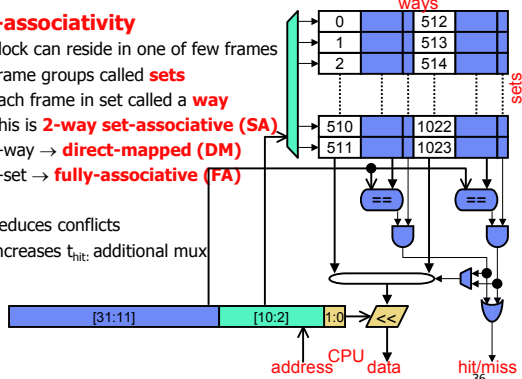 -associativity
lock can reside in one of few frames
rame groups called sets
ach frame in set called a way
his is 2-way set-associative (SA)
-way → direct-mapped (DM)
-set → fully-associative (FA)
educes conflicts
ncreases thit: additional mux
ways
0 512
1 513
2 514
sets
510 1022
511 1023
== ==
[31:11] [10:2] 1:0 <<
address CPU data hit/miss
36